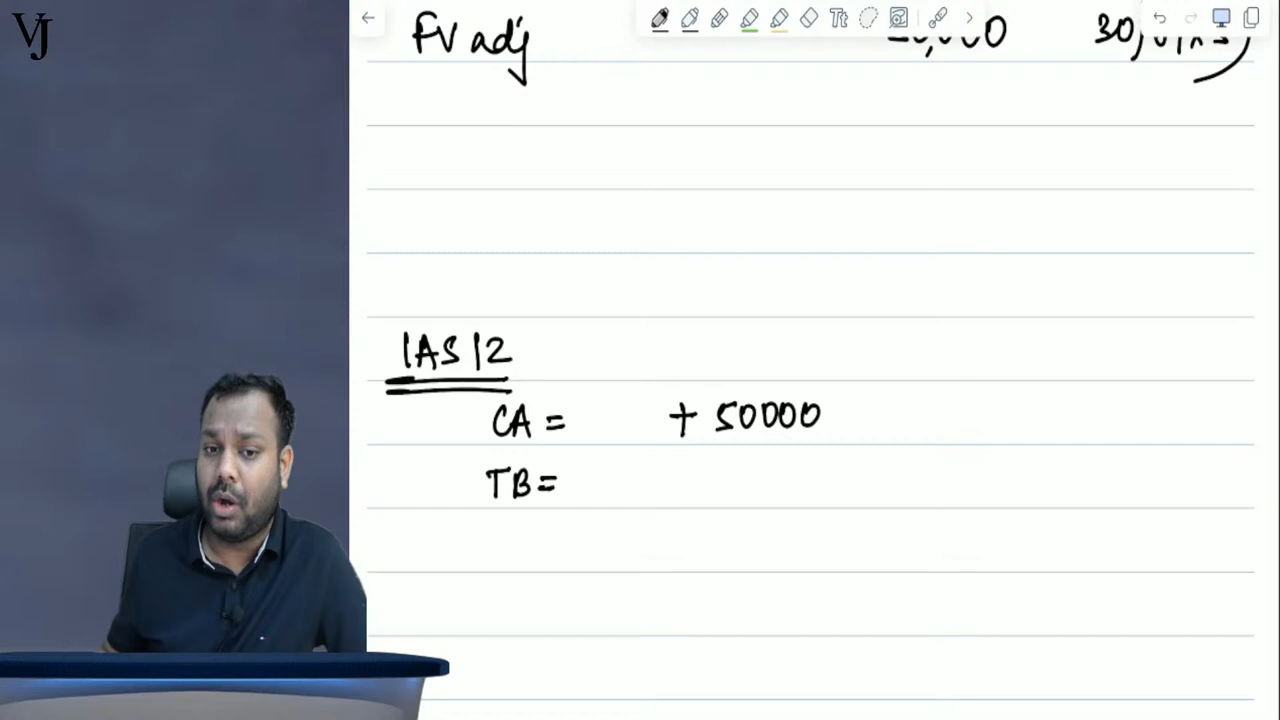 VJ
FV adj
IAS 12
CA = + 50000
TB =